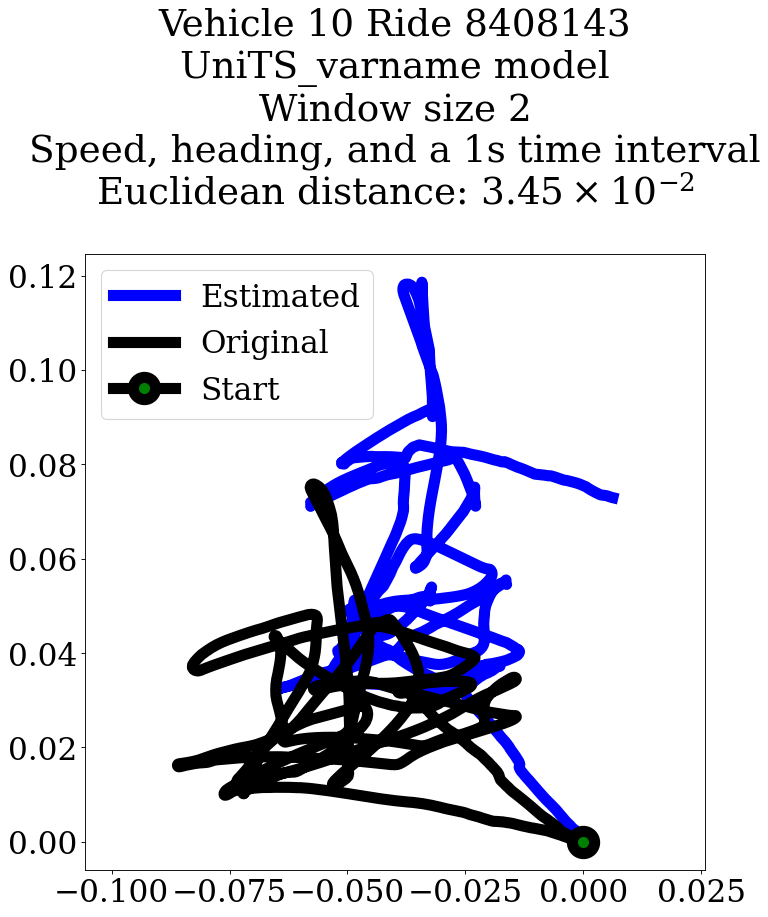 Vehicle 10 Ride 8408143
UniTS_varname model
Window size 2
Speed, heading, and a 1s time interval
Euclidean distance: 3.45 × 10⁻²
0.12
0.10
0.08
0.06
0.04
0.02
0.00
Estimated
Original
Start
−0.100 −0.075 −0.050 −0.025 0.000 0.025